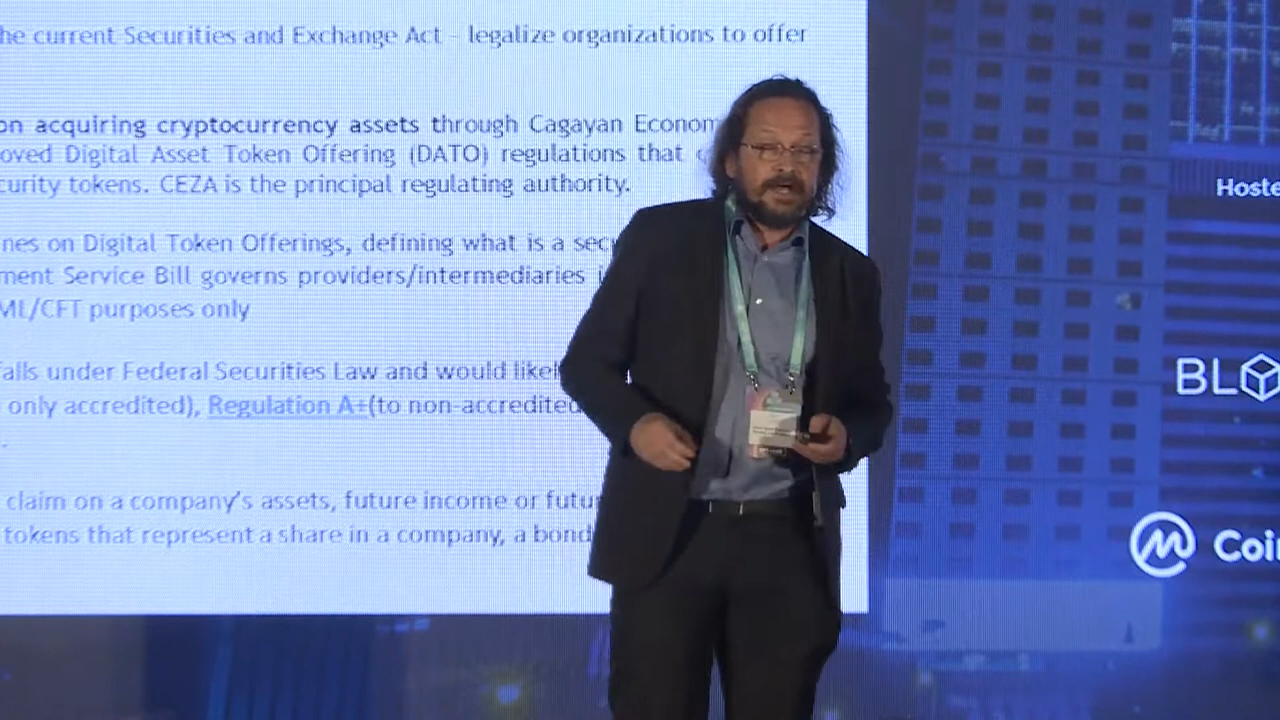 he current Securities and Exchange Act - legalize organizations to offer
on acquiring cryptocurrency assets through Cagayan Econom
oved Digital Asset Token Offering (DATO) regulations that
curity tokens. CEZA is the principal regulating authority.
nes on Digital Token Offerings, defining what is a sec
ment Service Bill governs providers/intermediaries
ML/CFT purposes only
falls under Federal Securities Law and would likel
only accredited), Regulation A+(to non-accredited
.
claim on a company's assets, future income or futu
tokens that represent a share in a company, a bond
Hoste
BLO
Coi